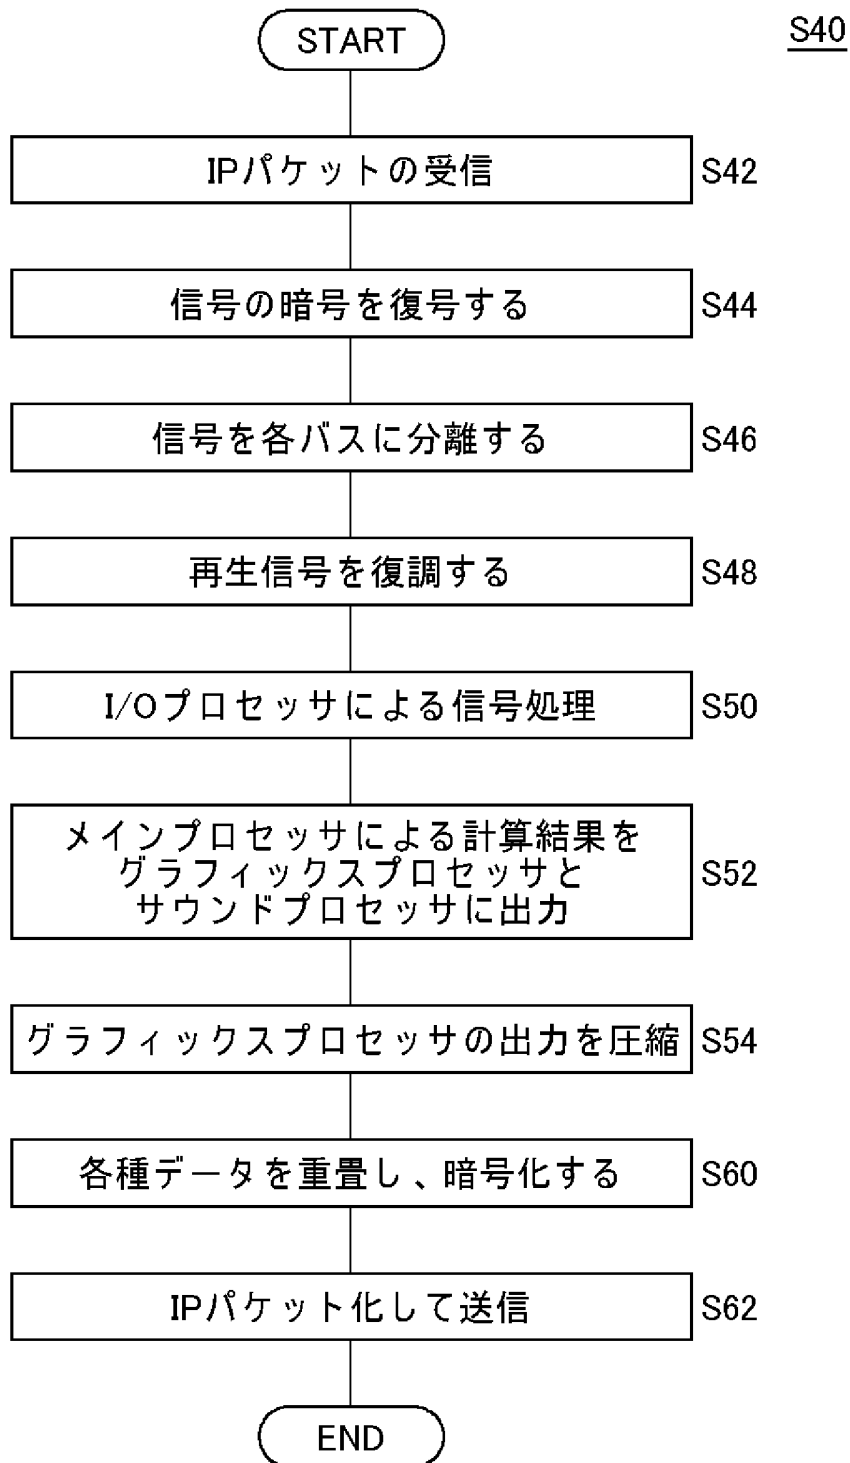 S40
START
IPパケットの受信
S42
信号の暗号を復号する
S44
信号を各バスに分離する
S46
再生信号を復調する
S48
I/Oプロセッサによる信号処理
S50
メインプロセッサによる計算結果を
グラフィックスプロセッサと
サウンドプロセッサに出力
S52
グラフィックスプロセッサの出力を圧縮
S54
各種データを重畳し、暗号化する
S60
IPパケット化して送信
S62
END